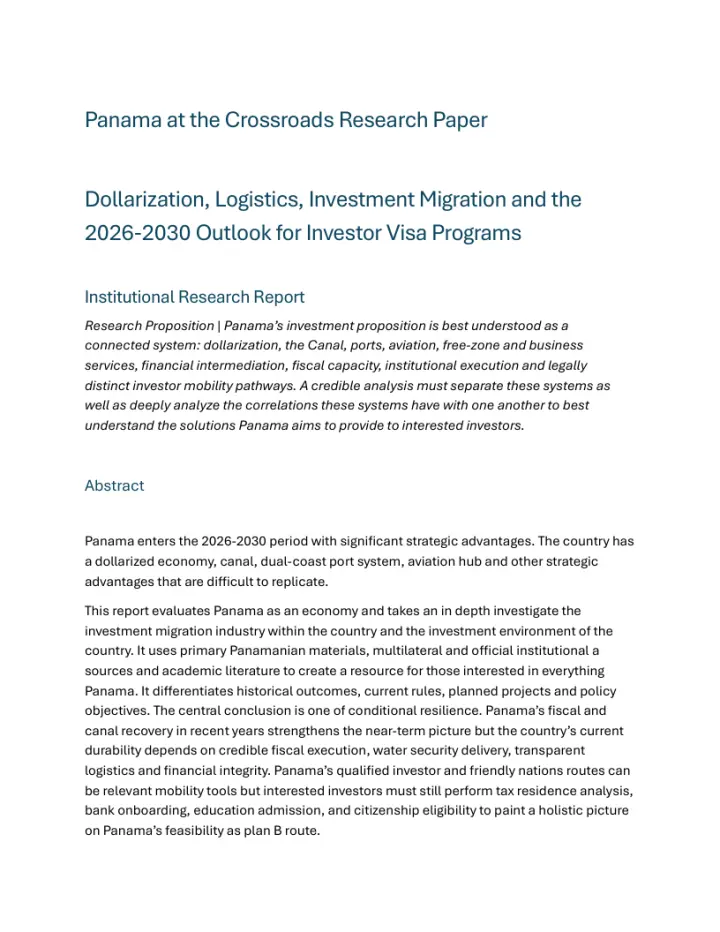 Panama at the Crossroads Research Paper
Dollarization, Logistics, Investment Migration and the
2026-2030 Outlook for Investor Visa Programs
Institutional Research Report
Research Proposition | Panama's investment proposition is best understood as a
connected system: dollarization, the Canal, ports, aviation, free-zone and business
services, financial intermediation, fiscal capacity, institutional execution and legally
distinct investor mobility pathways. A credible analysis must separate these systems as
well as deeply analyze the correlations these systems have with one another to best
understand the solutions Panama aims to provide to interested investors.
Abstract
Panama enters the 2026-2030 period with significant strategic advantages. The country has
a dollarized economy, canal, dual-coast port system, aviation hub and other strategic
advantages that are difficult to replicate.
This report evaluates Panama as an economy and takes an in depth investigate the
investment migration industry within the country and the investment environment of the
country. It uses primary Panamanian materials, multilateral and official institutional a
sources and academic literature to create a resource for those interested in everything
Panama. It differentiates historical outcomes, current rules, planned projects and policy
objectives. The central conclusion is one of conditional resilience. Panama's fiscal and
canal recovery in recent years strengthens the near-term picture but the country's current
durability depends on credible fiscal execution, water security delivery, transparent
logistics and financial integrity. Panama's qualified investor and friendly nations routes can
be relevant mobility tools but interested investors must still perform tax residence analysis,
bank onboarding, education admission, and citizenship eligibility to paint a holistic picture
on Panama's feasibility as plan B route.